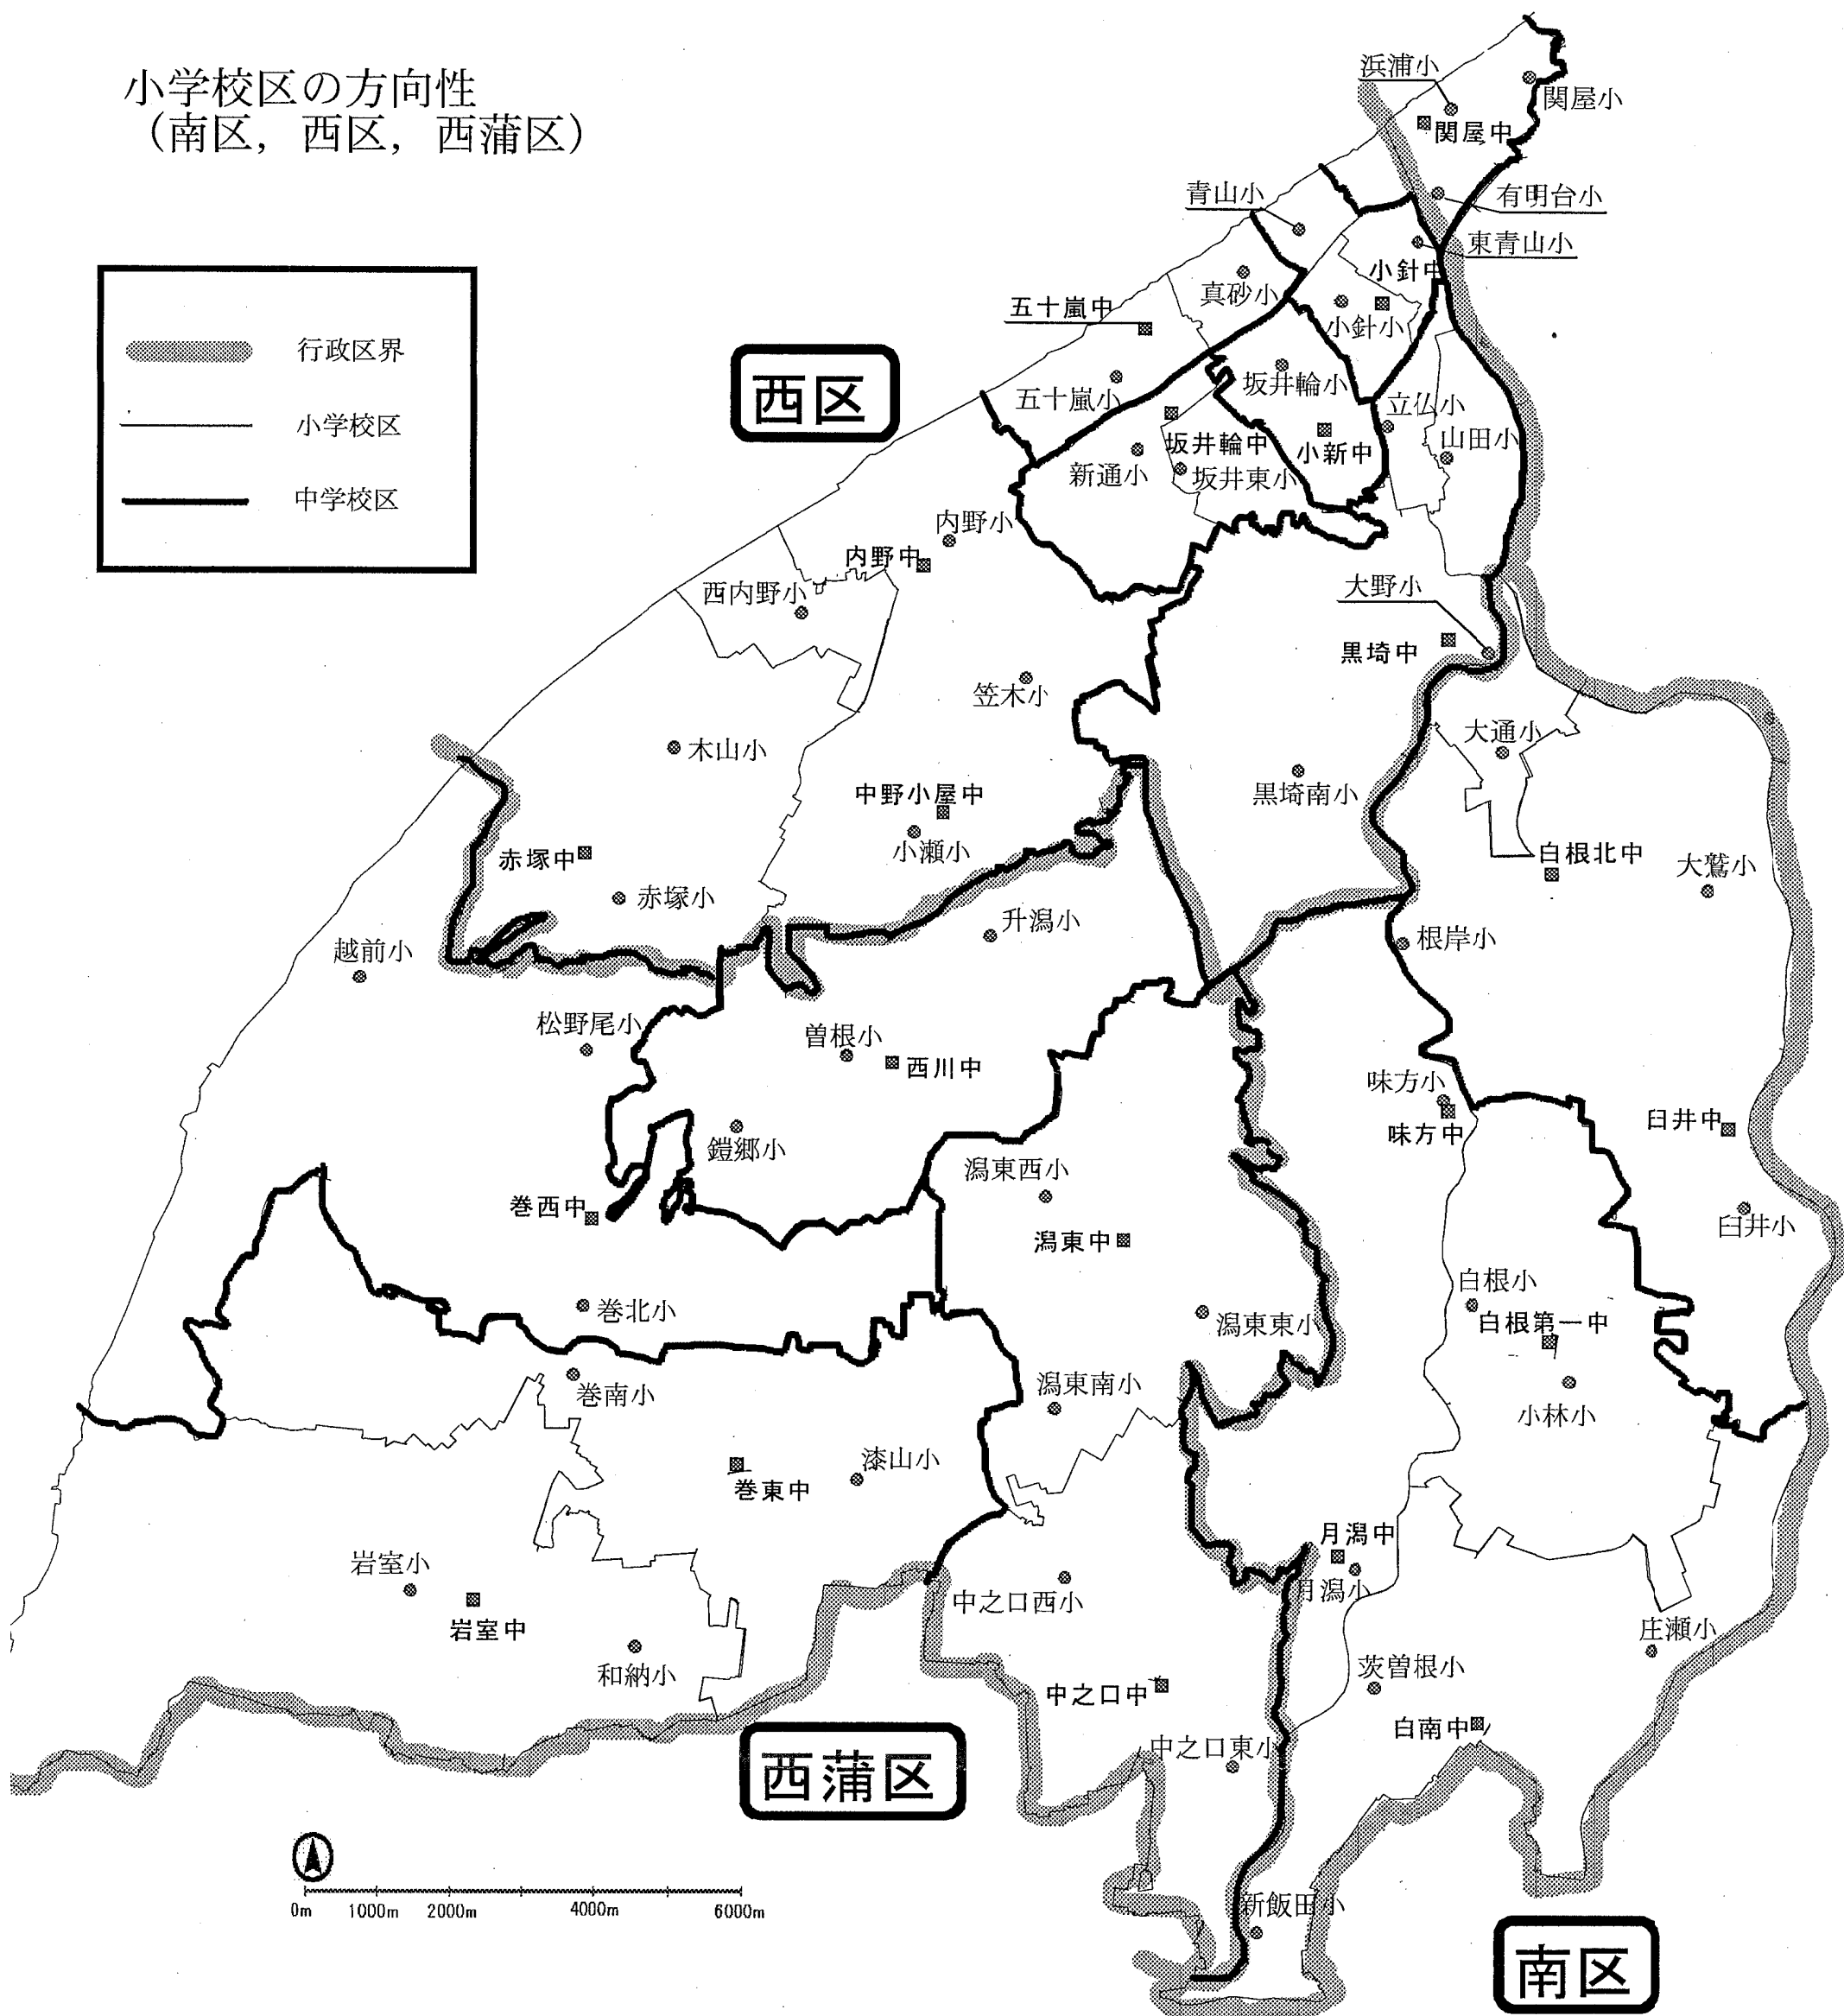 小学校区の方向性
（南区，西区，西蒲区）
行政区界
小学校区
中学校区
浜浦小
関屋小
関屋中
青山小
有明台小
東青山小
小針中
真砂小
五十嵐中
小針小
坂井輪小
五十嵐小
立仏小
西区
坂井輪中
小新中
山田小
新通小
坂井東小
内野小
内野中
西内野小
大野小
黒埼中
笠木小
木山小
大通小
中野小屋中
黒埼南小
小瀬小
赤塚中
白根北中
大鷲小
赤塚小
升潟小
越前小
根岸小
松野尾小
曽根小
西川中
味方小
臼井中
味方中
鎧郷小
潟東西小
巻西中
臼井小
潟東中
白根小
巻北小
潟東東小
白根第一中
巻南小
潟東南小
小林小
漆山小
巻東中
月潟中
岩室小
中之口西小
月潟小
岩室中
庄瀬小
和納小
茨曽根小
中之口中
白南中
中之口東小
西蒲区
新飯田小
0m 1000m 2000m 4000m 6000m
南区